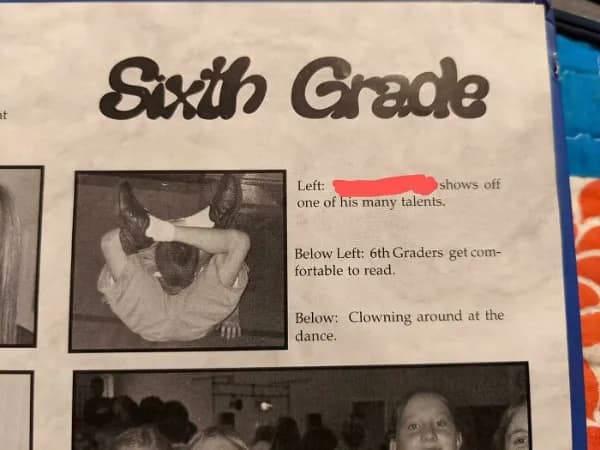 Sixth Grade
t
Left: shows off
one of his many talents.
Below Left: 6th Graders get com-
fortable to read.
Below: Clowning around at the
dance.